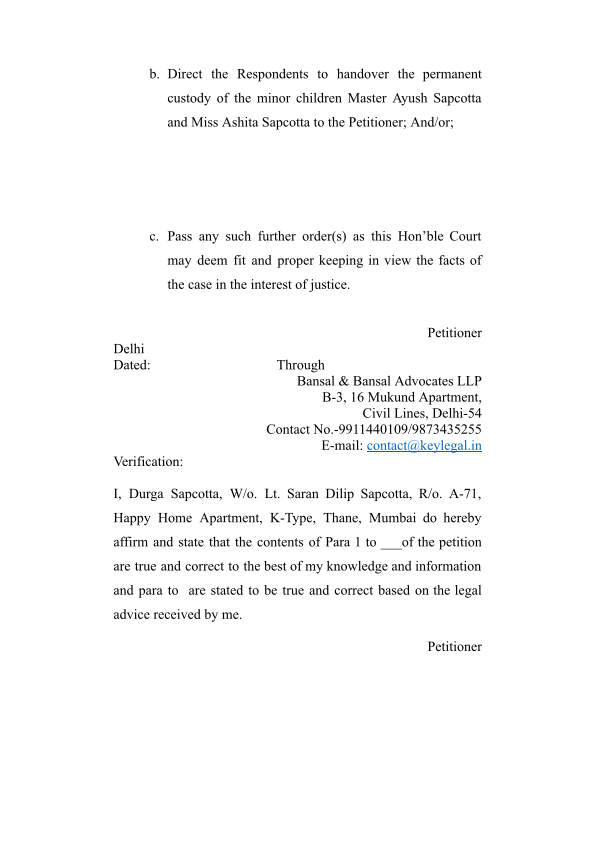 b. Direct the Respondents to handover the permanent
custody of the minor children Master Ayush Sapcotta
and Miss Ashita Sapcotta to the Petitioner; And/or;
c. Pass any such further order(s) as this Hon’ble Court
may deem fit and proper keeping in view the facts of
the case in the interest of justice.
Petitioner
Delhi
Dated: Through
Bansal & Bansal Advocates LLP
B-3, 16 Mukund Apartment,
Civil Lines, Delhi-54
Contact No.-9911440109/9873435255
E-mail: contact@keylegal.in
Verification:
I, Durga Sapcotta, W/o. Lt. Saran Dilip Sapcotta, R/o. A-71,
Happy Home Apartment, K-Type, Thane, Mumbai do hereby
affirm and state that the contents of Para 1 to ___of the petition
are true and correct to the best of my knowledge and information
and para to are stated to be true and correct based on the legal
advice received by me.
Petitioner